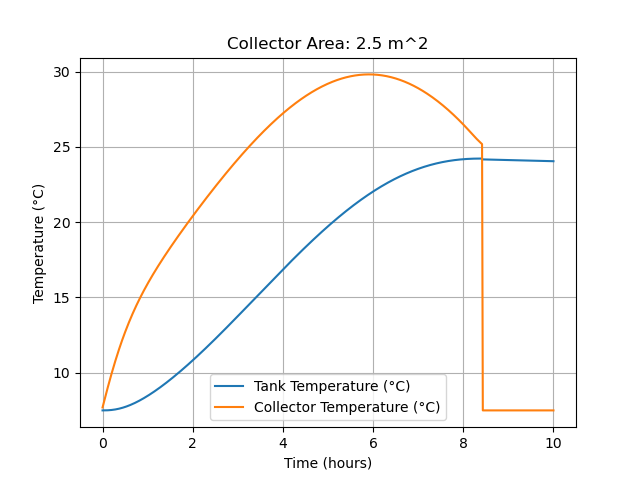 Collector Area: 2.5 m^2
Temperature (°C)
30
25
20
15
10
Tank Temperature (°C)
Collector Temperature (°C)
0 2 4 6 8 10
Time (hours)